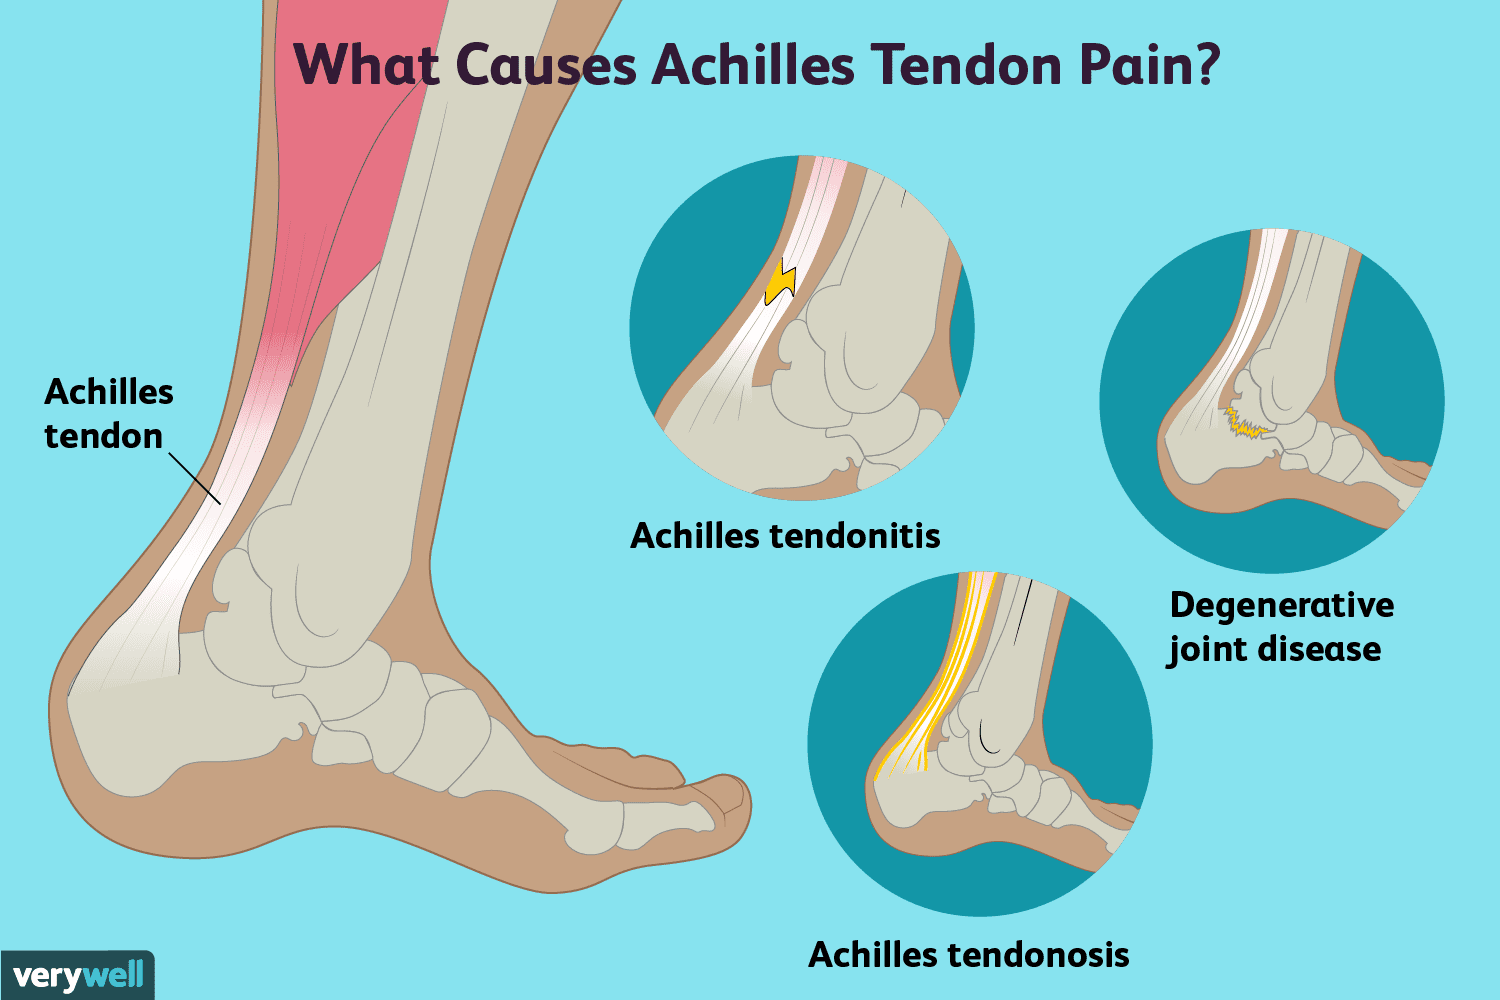 What Causes Achilles Tendon Pain?
Achilles
tendon
Achilles tendonitis
Degenerative
joint disease
Achilles tendonosis
verywell